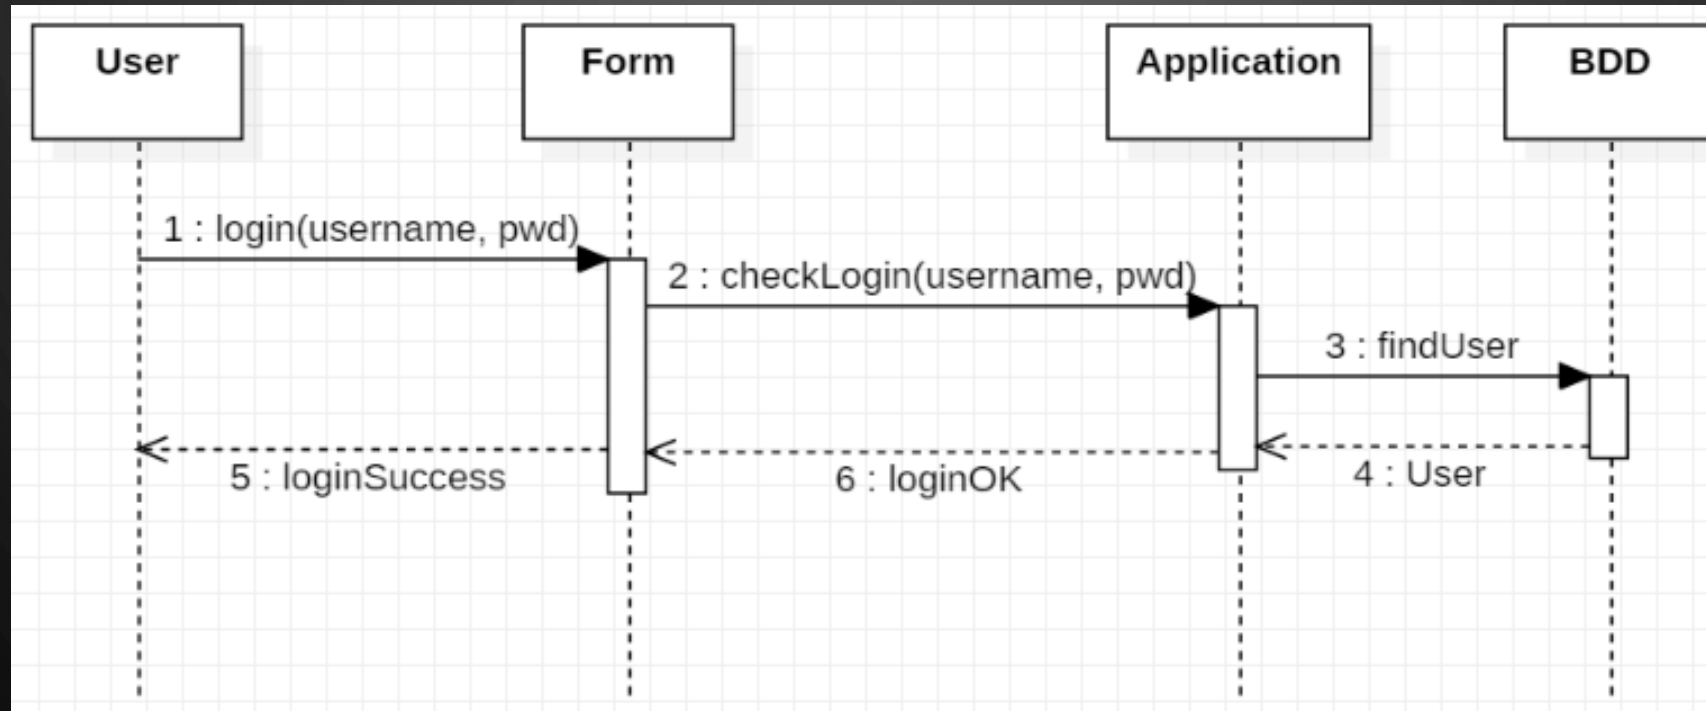 User
Form
Application
BDD
1 : login(username, pwd)
2 : checkLogin(username, pwd)
3 : findUser
4 : User
5 : loginSuccess
6 : loginOK